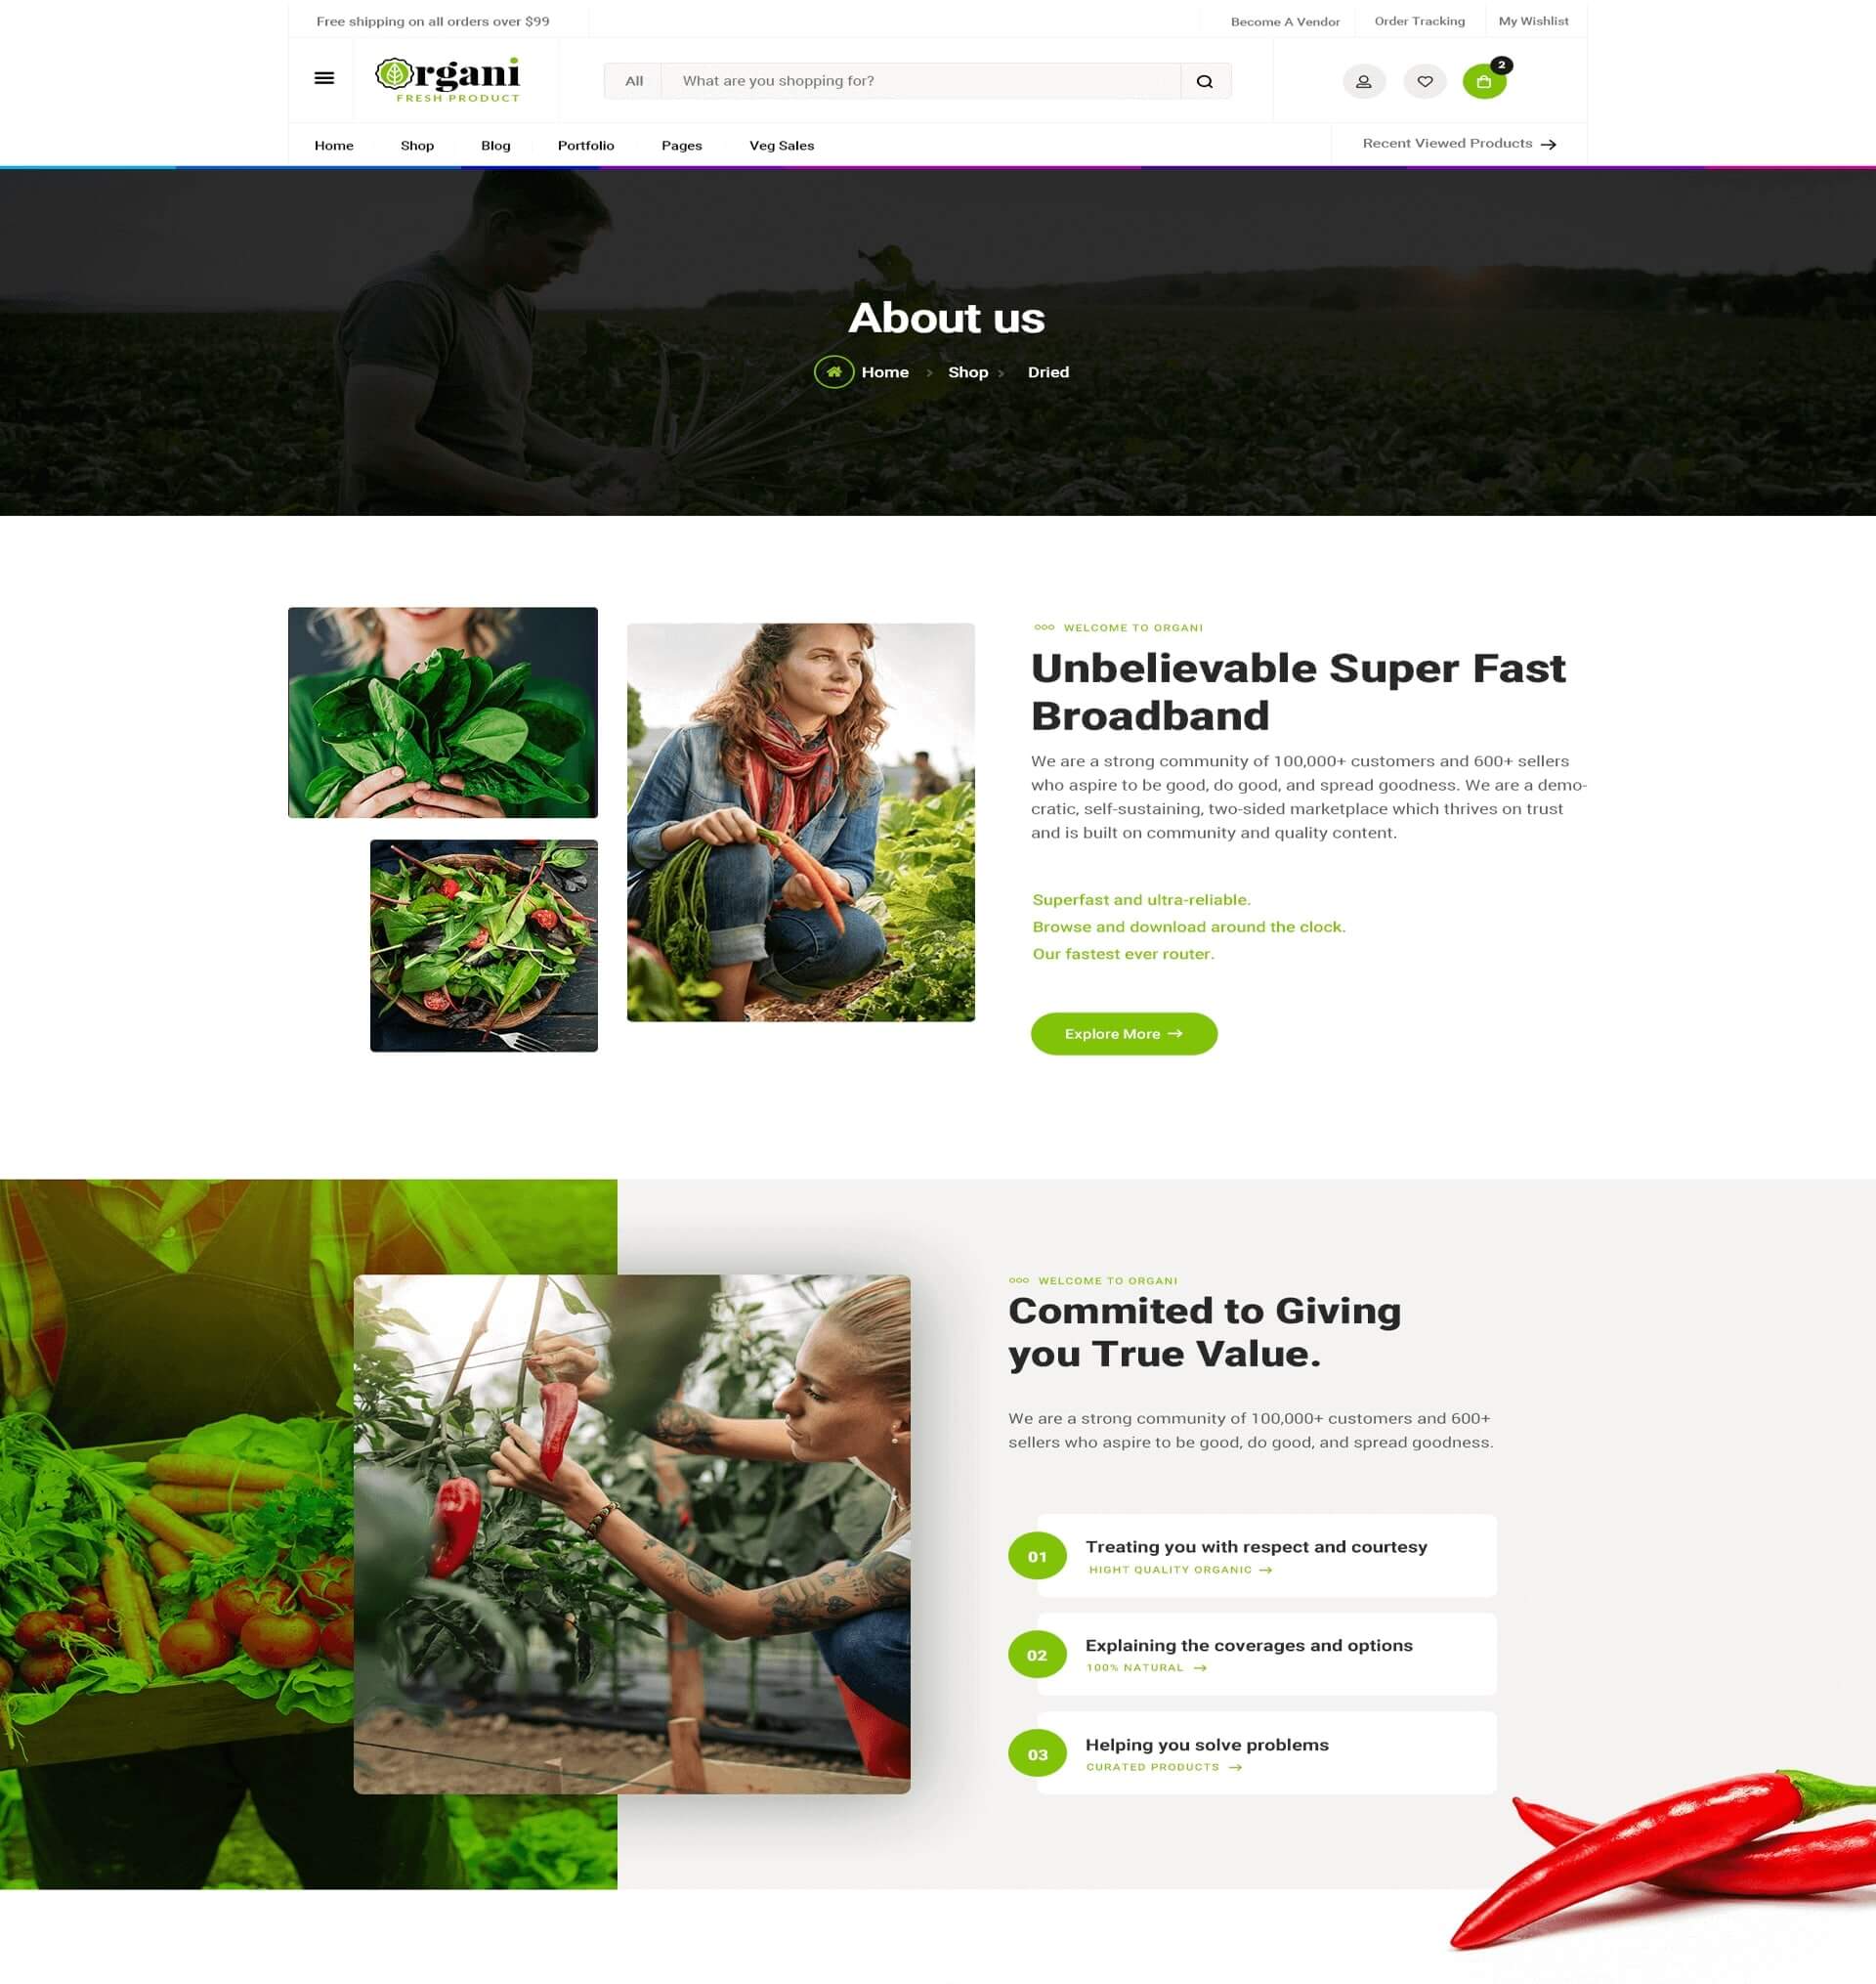 Free shipping on all orders over $99
Become A Vendor
Order Tracking
My Wishlist
Organi
FRESH PRODUCT
All
What are you shopping for?
2
Home
Shop
Blog
Portfolio
Pages
Veg Sales
Recent Viewed Products
About us
Home > Shop > Dried
WELCOME TO ORGANI
Unbelievable Super Fast
Broadband
We are a strong community of 100,000+ customers and 600+ sellers
who aspire to be good, do good, and spread goodness. We are a demo-
cratic, self-sustaining, two-sided marketplace which thrives on trust
and is built on community and quality content.
Superfast and ultra-reliable.
Browse and download around the clock.
Our fastest ever router.
Explore More →
WELCOME TO ORGANI
Commited to Giving
you True Value.
We are a strong community of 100,000+ customers and 600+
sellers who aspire to be good, do good, and spread goodness.
01
Treating you with respect and courtesy
HIGHT QUALITY ORGANIC →
02
Explaining the coverages and options
100% NATURAL →
03
Helping you solve problems
CURATED PRODUCTS →